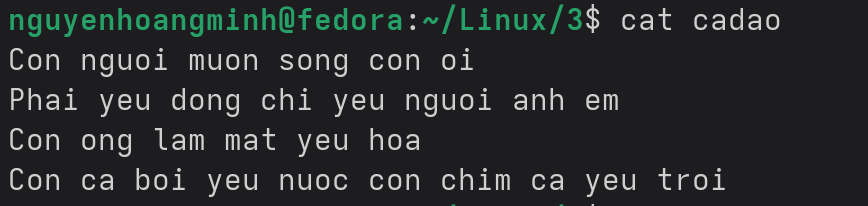 nguyenhoangminh@fedora:~/Linux/3$ cat cadao
Con nguoi muon song con oi
Phai yeu dong chi yeu nguoi anh em
Con ong lam mat yeu hoa
Con ca boi yeu nuoc con chim ca yeu troi